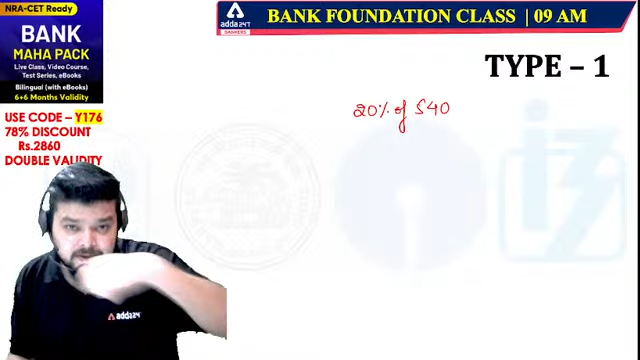 NRA-CET Ready
BANK
MAHA PACK
Live Class, Video Course,
Test Series, eBooks
Bilingual (with eBooks)
6+6 Months Validity
USE CODE – Y176
78% DISCOUNT
Rs.2860
DOUBLE VALIDITY
adda247
BANKERS
BANK FOUNDATION CLASS | 09 AM
TYPE – 1
20% of 540
adda247